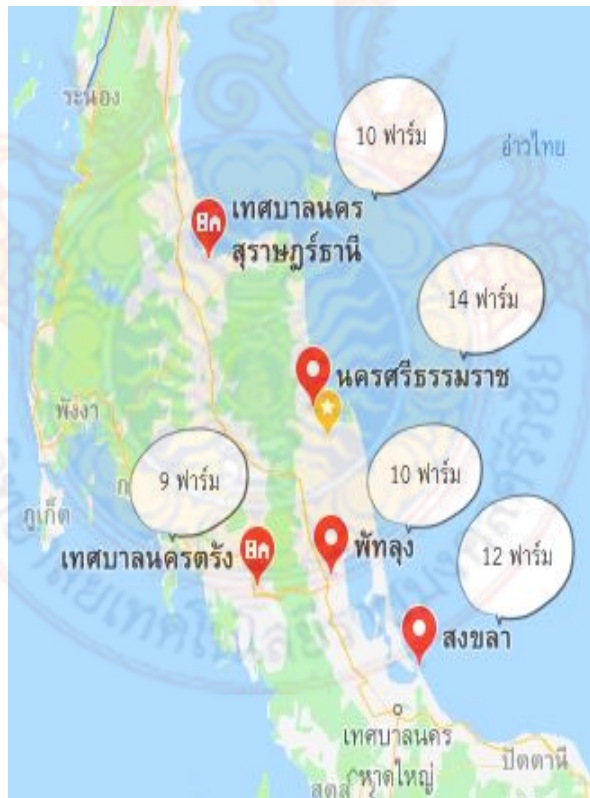 ระนอง
10 ฟาร์ม
อ่าวไทย
เทศบาลนคร
สุราษฎร์ธานี
14 ฟาร์ม
นครศรีธรรมราช
พังงา
9 ฟาร์ม
10 ฟาร์ม
ภูเก็ต
เทศบาลนครตรัง
พัทลุง
12 ฟาร์ม
สงขลา
เทศบาลนคร
หาดใหญ่
ปัตตานี
สตูล